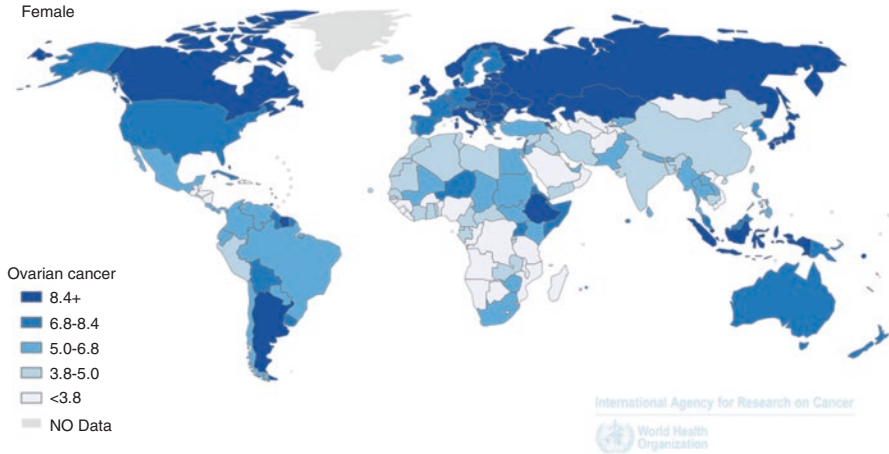 Female
Ovarian cancer
8.4+
6.8-8.4
5.0-6.8
3.8-5.0
<3.8
NO Data
International Agency for Research on Cancer
World Health
Organization